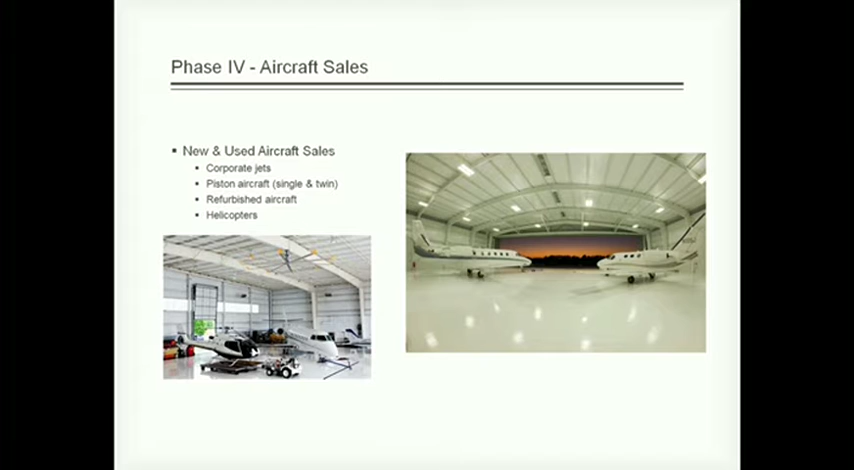 Phase IV - Aircraft Sales
New & Used Aircraft Sales
Corporate jets
Piston aircraft (single & twin)
Refurbished aircraft
Helicopters